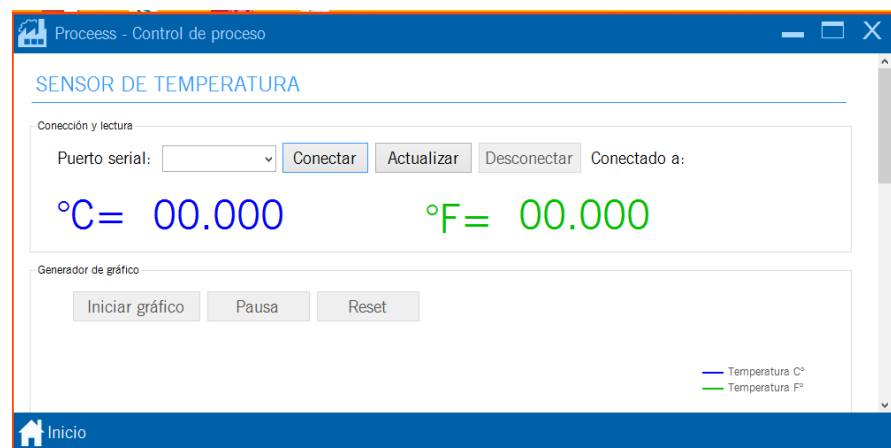 Proceess - Control de proceso
SENSOR DE TEMPERATURA
Conección y lectura
Puerto serial: Conectar Actualizar Desconectar Conectado a:
°C= 00.000 °F= 00.000
Generador de gráfico
Iniciar gráfico Pausa Reset
Temperatura C°
Temperatura F°
Inicio